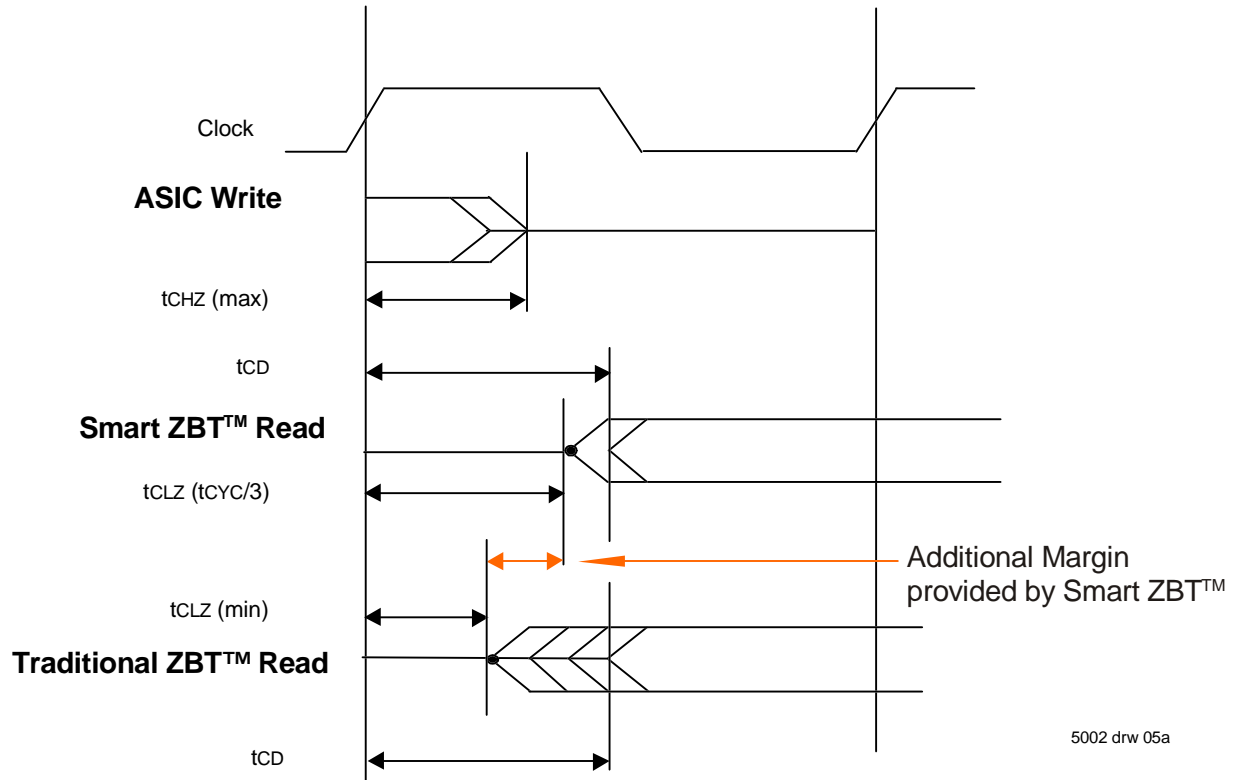 Clock
ASIC Write
tCHZ (max)
tCD
Smart ZBT™ Read
tCLZ (tCYC/3)
Additional Margin
provided by Smart ZBT™
tCLZ (min)
Traditional ZBT™ Read
tCD
5002 drw 05a